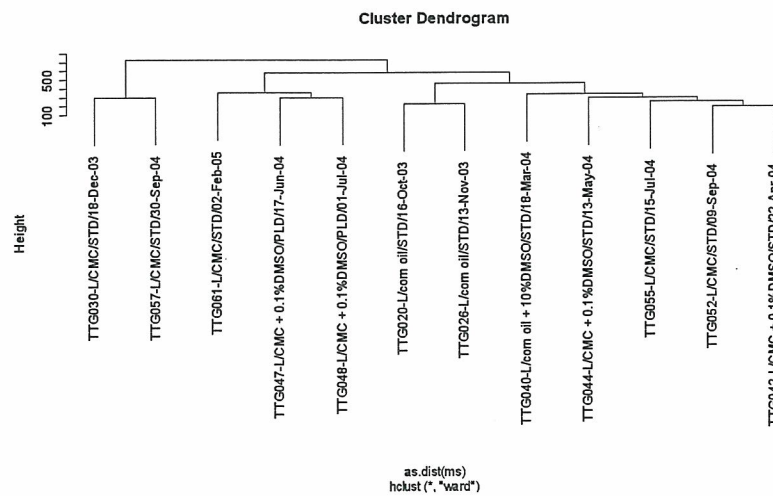 Cluster Dendrogram
Height
500
100
TTG030-L/CMC/STD/18-Dec-03
TTG057-L/CMC/STD/30-Sep-04
TTG061-L/CMC/STD/02-Feb-05
TTG047-L/CMC + 0.1%DMSO/PLD/17-Jun-04
TTG048-L/CMC + 0.1%DMSO/PLD/01-Jul-04
TTG020-L/corn oil/STD/16-Oct-03
TTG026-L/corn oil/STD/13-Nov-03
TTG040-L/corn oil + 10%DMSO/STD/18-Mar-04
TTG044-L/CMC + 0.1%DMSO/STD/13-May-04
TTG055-L/CMC/STD/15-Jul-04
TTG052-L/CMC/STD/09-Sep-04
as.dist(ms)
hclust (*, "ward")